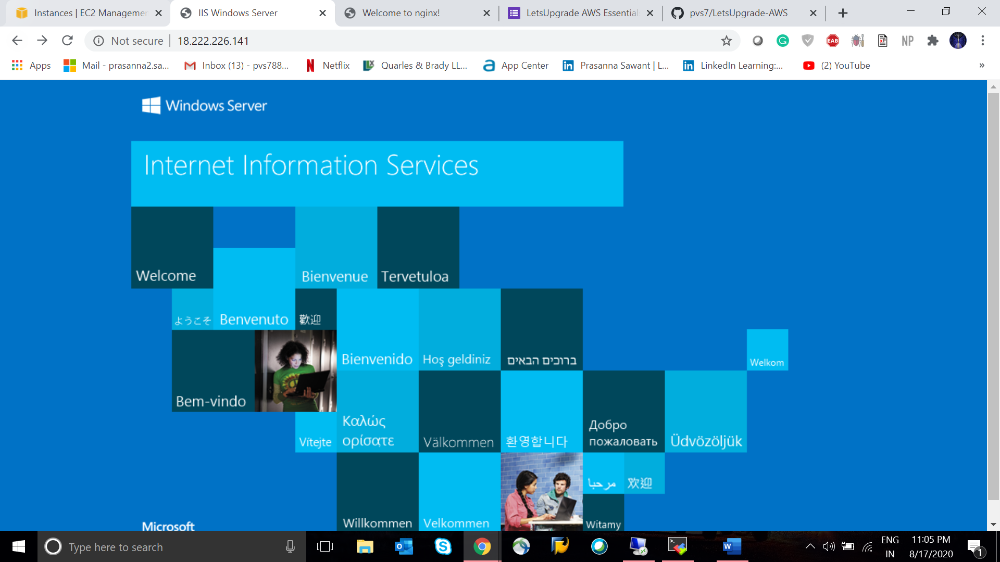 Instances | EC2 Managemen
IIS Windows Server
Welcome to nginx!
LetsUpgrade AWS Essential
pvs7/LetsUpgrade-AWS
Not secure
18.222.226.141
EAB
XP
NP
Apps
Mail - prasanna2.sa...
Inbox (13) - pvs788...
Netflix
Quarles & Brady LL...
App Center
Prasanna Sawant | L...
LinkedIn Learning:...
(2) YouTube
»
Windows Server
Internet Information Services
Welcome
Bienvenue
Tervetuloa
ようこそ
Benvenuto
歡迎
Bienvenido
Hoş geldiniz
ברוכים הבאים
Welkom
Bem-vindo
Vítejte
Καλώς
ορίσατε
Välkommen
환영합니다
Добро
пожаловать
Üdvözöljük
مرحبا
欢迎
Microsoft
Willkommen
Velkommen
Witamy
Type here to search
ENG
IN
11:05 PM
8/17/2020
1